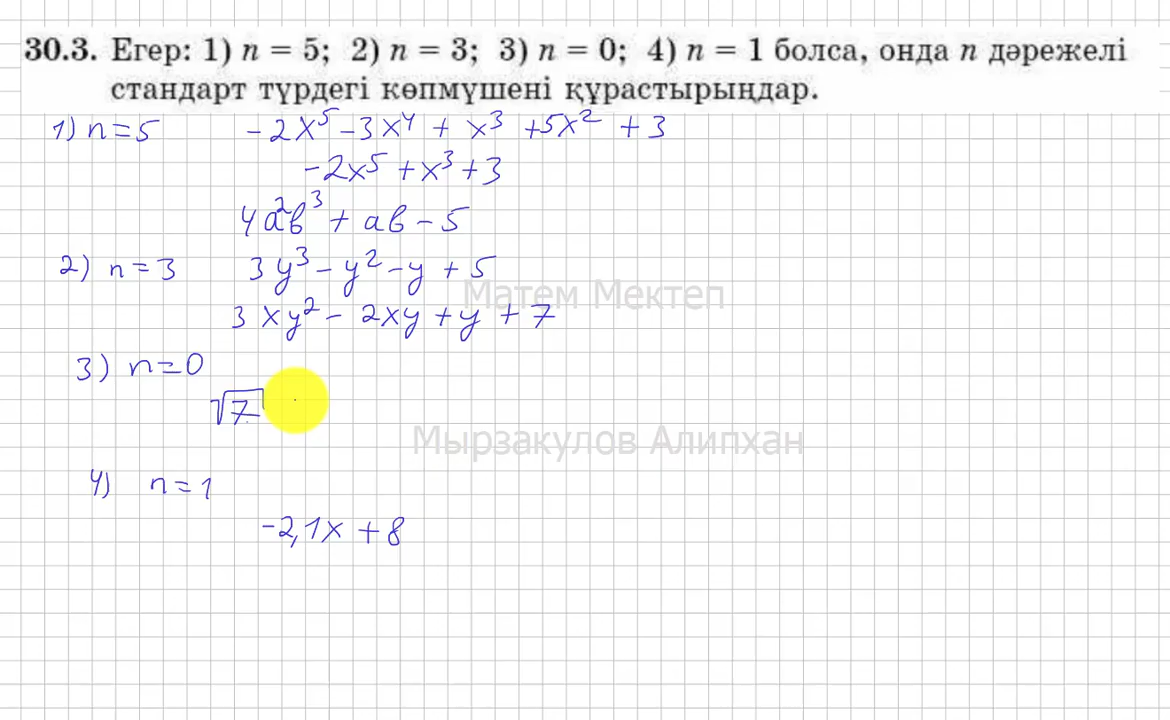 30.3. Егер: 1) n = 5; 2) n = 3; 3) n = 0; 4) n = 1 болса, онда n дәрежелі
стандарт түрдегі көпмүшені құрастырыңдар.
1) n=5 -2x⁵ -3x⁴ + x³ +5x² + 3
-2x⁵ + x³ + 3
4a²b³ + ab - 5
2) n = 3 3y³ - y² - y + 5
Матем Мектеп
3xy² - 2xy + y + 7
3) n=0
√7
Мырзакулов Алипхан
4) n = 1
-2,1x + 8